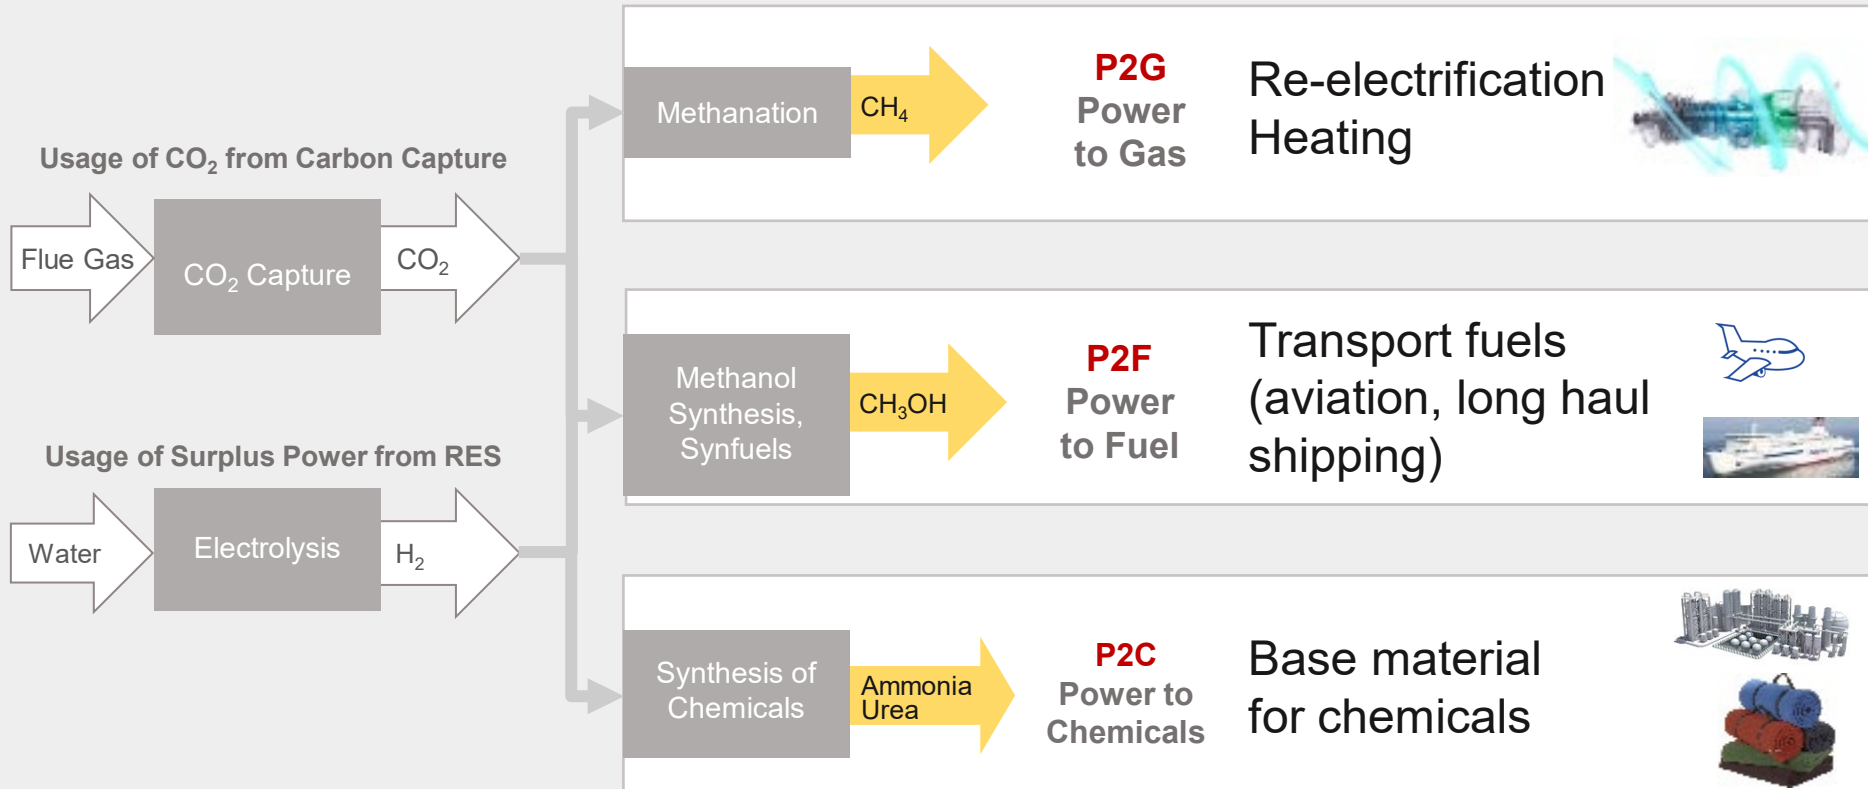 Usage of CO₂ from Carbon Capture
Flue Gas
CO₂ Capture
CO₂
Usage of Surplus Power from RES
Water
Electrolysis
H₂
Methanation
CH₄
P2G
Power
to Gas
Re-electrification
Heating
Methanol
Synthesis,
Synfuels
CH₃OH
P2F
Power
to Fuel
Transport fuels
(aviation, long haul
shipping)
Synthesis of
Chemicals
Ammonia
Urea
P2C
Power to
Chemicals
Base material
for chemicals